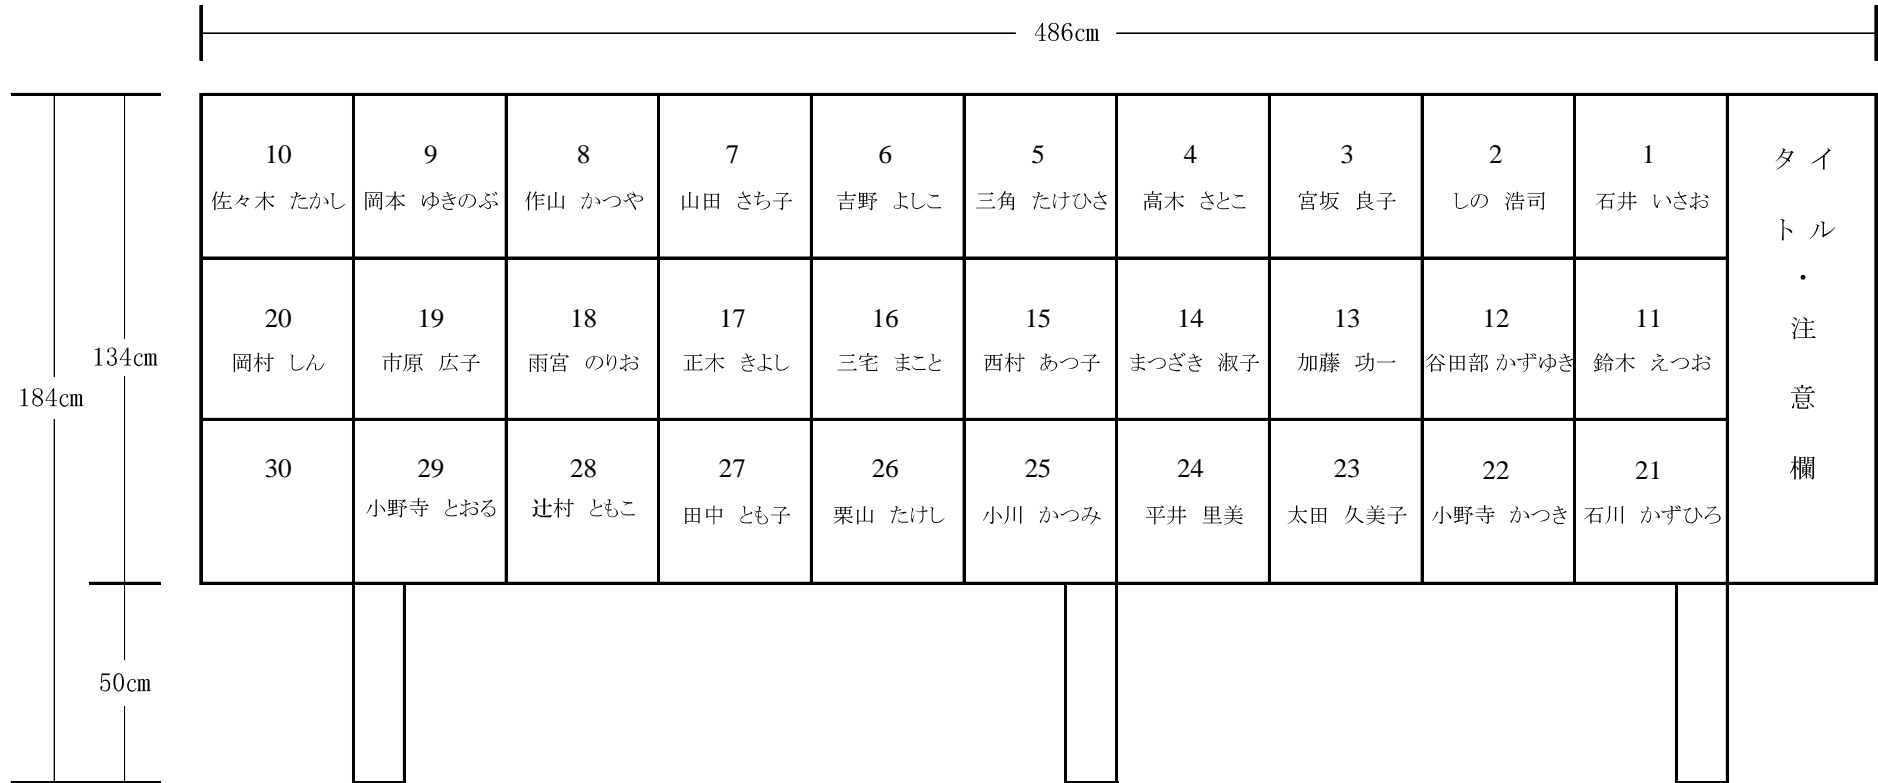 486cm
10 9 8 7 6 5 4 3 2 1
佐々木 たかし 岡本 ゆきのぶ 作山 かつや 山田 さち子 吉野 よしこ 三角 たけひさ 高木 さとこ 宮坂 良子 しの 浩司 石井 いさお
20 19 18 17 16 15 14 13 12 11
岡村 しん 市原 広子 雨宮 のりお 正木 きよし 三宅 まこと 西村 あつ子 まつざき 淑子 加藤 功一 谷田部 かずゆき 鈴木 えつお
30 29 28 27 26 25 24 23 22 21
小野寺 とおる 辻村 ともこ 田中 とも子 栗山 たけし 小川 かつみ 平井 里美 太田 久美子 小野寺 かつき 石川 かずひろ
タイ
トル
・
注
意
欄
134cm
184cm
50cm